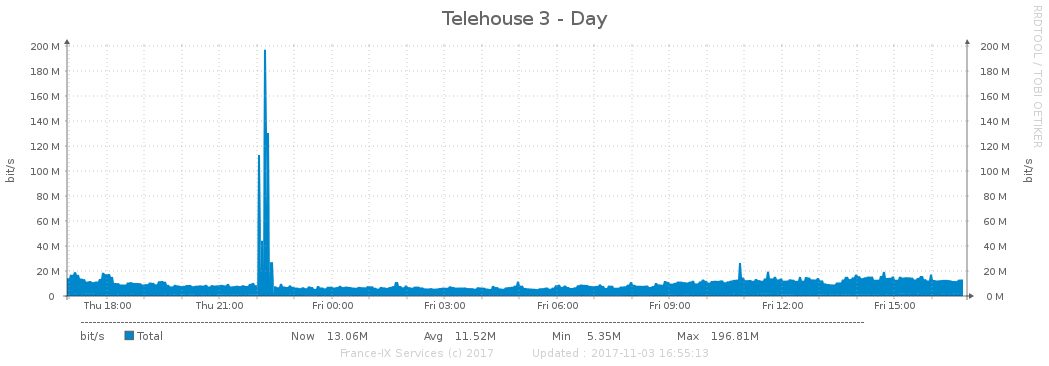 Telehouse 3 - Day
RRDTOOL / TOBI OETIKER
bit/s
200 M 200 M
180 M 180 M
160 M 160 M
140 M 140 M
120 M 120 M
100 M 100 M
80 M 80 M
60 M 60 M
40 M 40 M
20 M 20 M
0 0 M
bit/s
Thu 18:00 Thu 21:00 Fri 00:00 Fri 03:00 Fri 06:00 Fri 09:00 Fri 12:00 Fri 15:00
bit/s Total Now 13.06M Avg 11.52M Min 5.35M Max 196.81M
France-IX Services (c) 2017 Updated : 2017-11-03 16:55:13